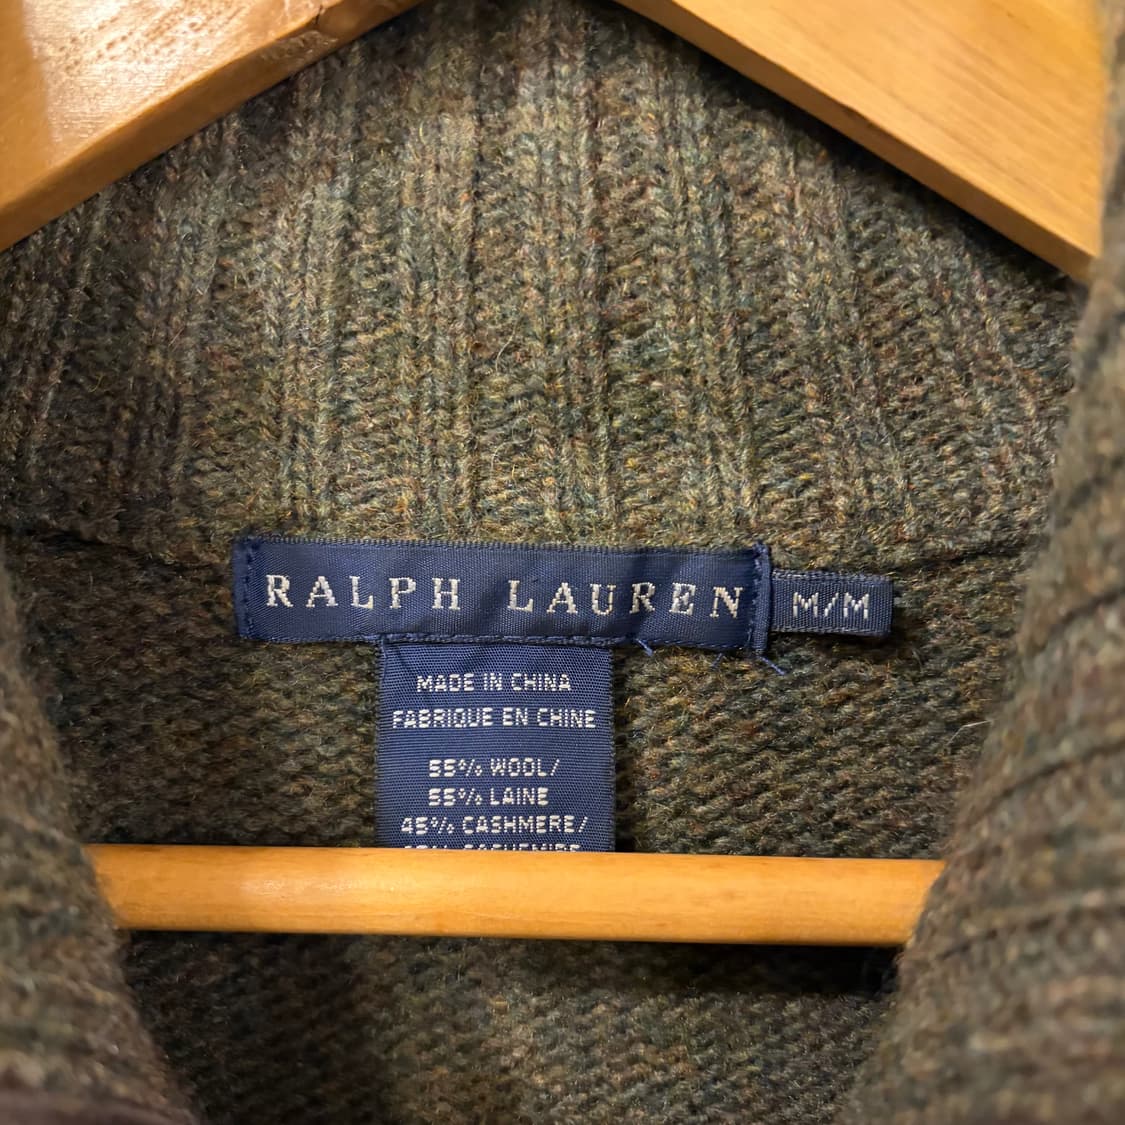 RALPH LAUREN
M/M
MADE IN CHINA
FABRIQUE EN CHINE
55% WOOL/
55% LAINE
45% CASHMERE/